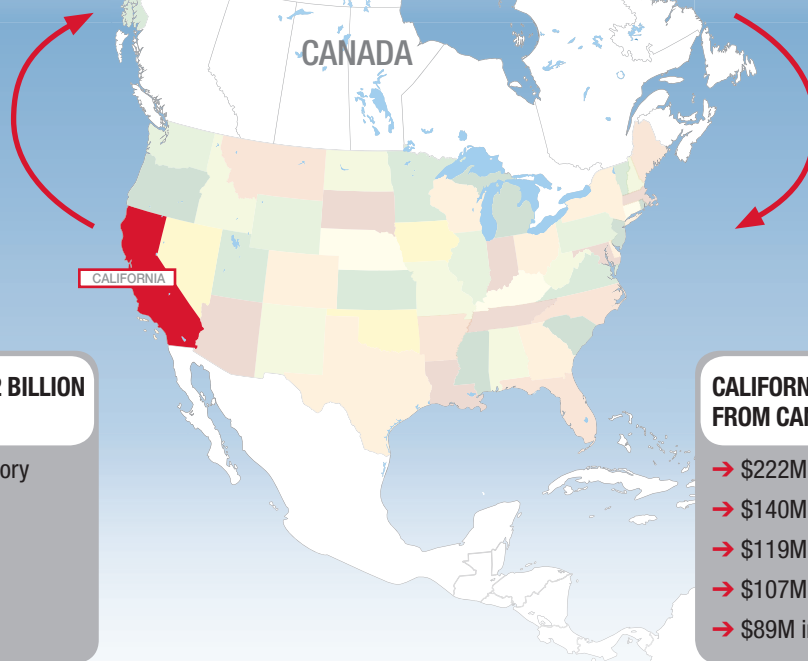 CANADA
CALIFORNIA
BILLION
ory
CALIFORN
FROM CA
→ $222M
→ $140M
→ $119M
→ $107M
→ $89M i